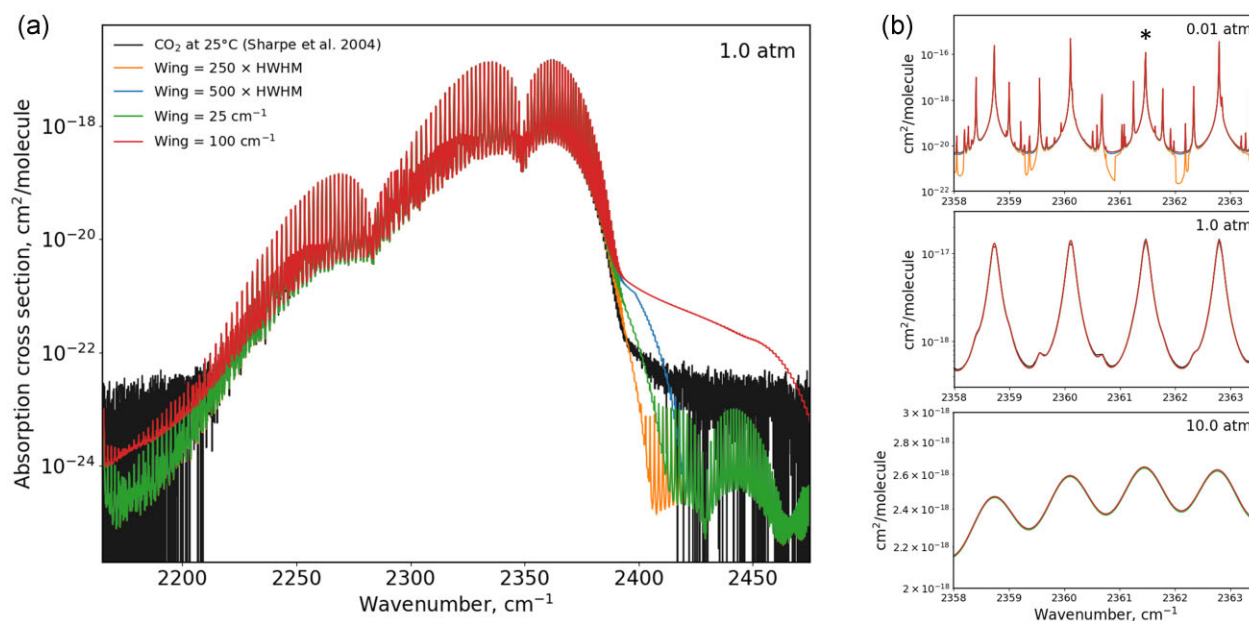 (a)
CO₂ at 25°C (Sharpe et al. 2004)
Wing = 250 × HWHM
Wing = 500 × HWHM
Wing = 25 cm⁻¹
Wing = 100 cm⁻¹
1.0 atm
Absorption cross section, cm²/molecule
10⁻¹⁸
10⁻²⁰
10⁻²²
10⁻²⁴
2200 2250 2300 2350 2400 2450
Wavenumber, cm⁻¹
(b)
0.01 atm
*
cm²/molecule
10⁻¹⁶
10⁻¹⁸
10⁻²⁰
10⁻²²
2358 2359 2360 2361 2362 2363
1.0 atm
cm²/molecule
10⁻¹⁷
10⁻¹⁸
2358 2359 2360 2361 2362 2363
10.0 atm
cm²/molecule
3 × 10⁻¹⁸
2.8 × 10⁻¹⁸
2.6 × 10⁻¹⁸
2.4 × 10⁻¹⁸
2.2 × 10⁻¹⁸
2 × 10⁻¹⁸
2358 2359 2360 2361 2362 2363
Wavenumber, cm⁻¹